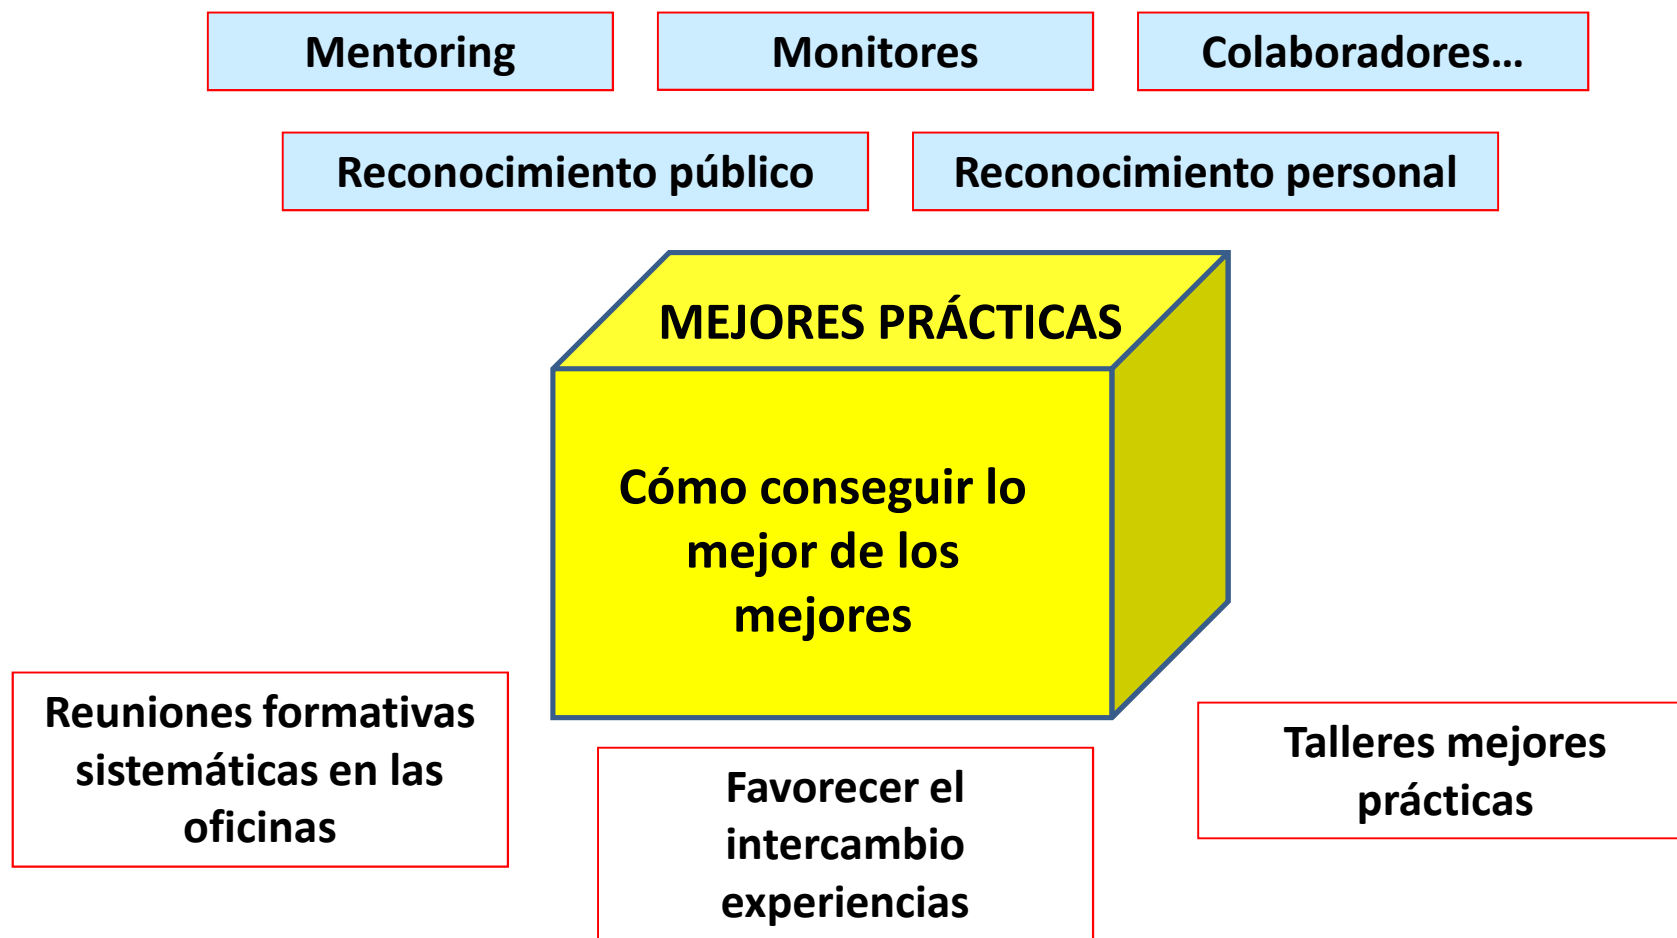 Mentoring
Monitores
Colaboradores...
Reconocimiento público
Reconocimiento personal
MEJORES PRÁCTICAS
Cómo conseguir lo
mejor de los
mejores
Reuniones formativas
sistemáticas en las
oficinas
Favorecer el
intercambio
experiencias
Talleres mejores
prácticas